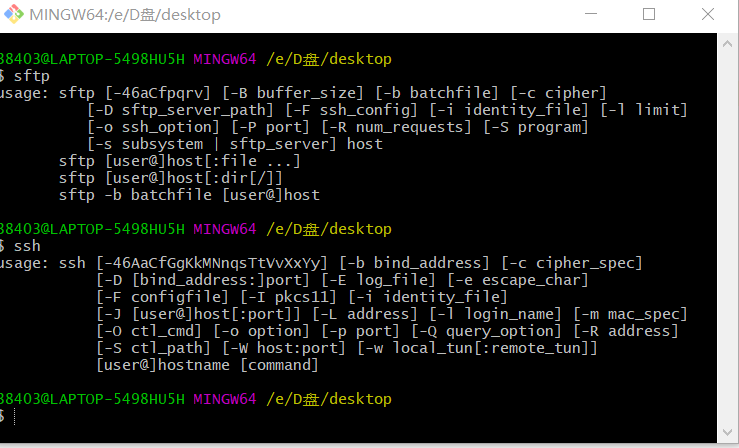 MINGW64:/e/D盘/desktop
38403@LAPTOP-5498HU5H MINGW64 /e/D盘/desktop
$ sftp
usage: sftp [-46aCfpqrv] [-B buffer_size] [-b batchfile] [-c cipher]
[-D sftp_server_path] [-F ssh_config] [-i identity_file] [-l limit]
[-o ssh_option] [-P port] [-R num_requests] [-S program]
[-s subsystem | sftp_server] host
sftp [user@]host[:file ...]
sftp [user@]host[:dir[/]]
sftp -b batchfile [user@]host
38403@LAPTOP-5498HU5H MINGW64 /e/D盘/desktop
$ ssh
usage: ssh [-46AaCfGgKkMNnqsTtVvXxYy] [-b bind_address] [-c cipher_spec]
[-D [bind_address:]port] [-E log_file] [-e escape_char]
[-F configfile] [-I pkcs11] [-i identity_file]
[-J [user@]host[:port]] [-L address] [-l login_name] [-m mac_spec]
[-O ctl_cmd] [-o option] [-p port] [-Q query_option] [-R address]
[-S ctl_path] [-W host:port] [-w local_tun[:remote_tun]]
[user@]hostname [command]
38403@LAPTOP-5498HU5H MINGW64 /e/D盘/desktop
$